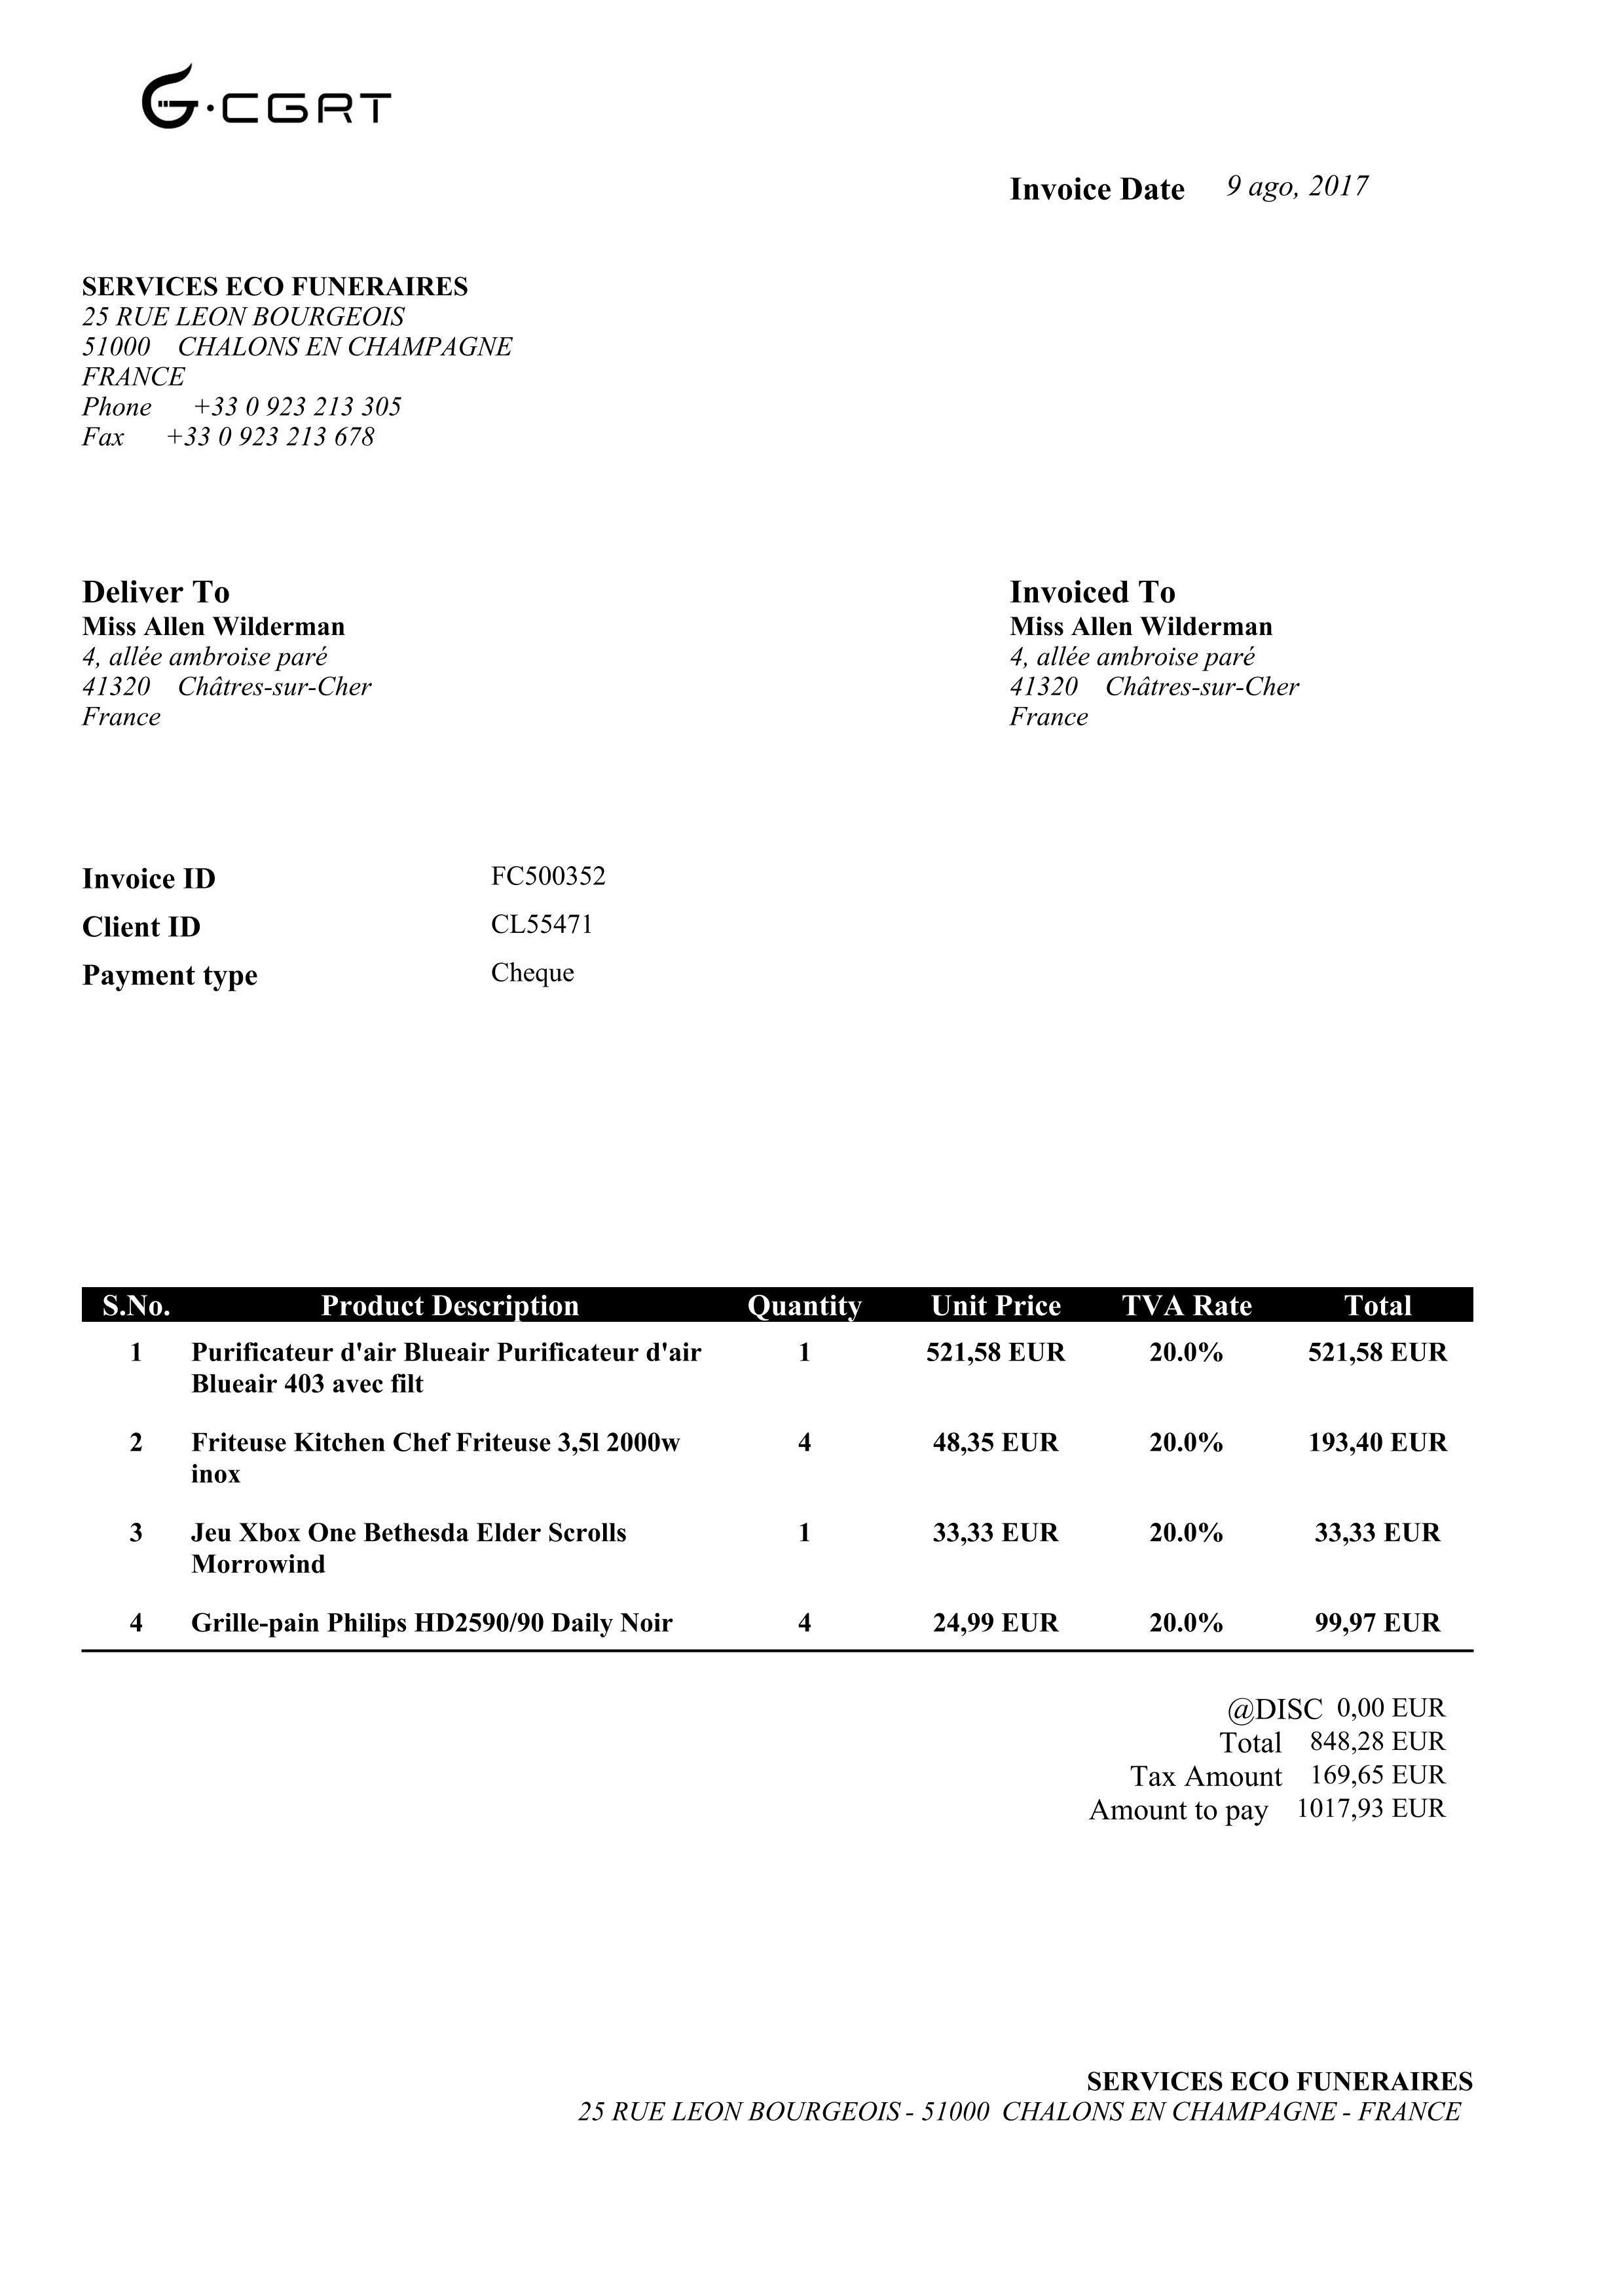 G·CGRT
Invoice Date 9 ago, 2017
SERVICES ECO FUNERAIRES
25 RUE LEON BOURGEOIS
51000 CHALONS EN CHAMPAGNE
FRANCE
Phone +33 0 923 213 305
Fax +33 0 923 213 678
Deliver To
Miss Allen Wilderman
4, allée ambroise paré
41320 Châtres-sur-Cher
France
Invoiced To
Miss Allen Wilderman
4, allée ambroise paré
41320 Châtres-sur-Cher
France
Invoice ID FC500352
Client ID CL55471
Payment type Cheque
S.No. Product Description Quantity Unit Price TVA Rate Total
1 Purificateur d'air Blueair Purificateur d'air 1 521,58 EUR 20.0% 521,58 EUR
Blueair 403 avec filt
2 Friteuse Kitchen Chef Friteuse 3,5l 2000w 4 48,35 EUR 20.0% 193,40 EUR
inox
3 Jeu Xbox One Bethesda Elder Scrolls 1 33,33 EUR 20.0% 33,33 EUR
Morrowind
4 Grille-pain Philips HD2590/90 Daily Noir 4 24,99 EUR 20.0% 99,97 EUR
@DISC 0,00 EUR
Total 848,28 EUR
Tax Amount 169,65 EUR
Amount to pay 1017,93 EUR
SERVICES ECO FUNERAIRES
25 RUE LEON BOURGEOIS - 51000 CHALONS EN CHAMPAGNE - FRANCE